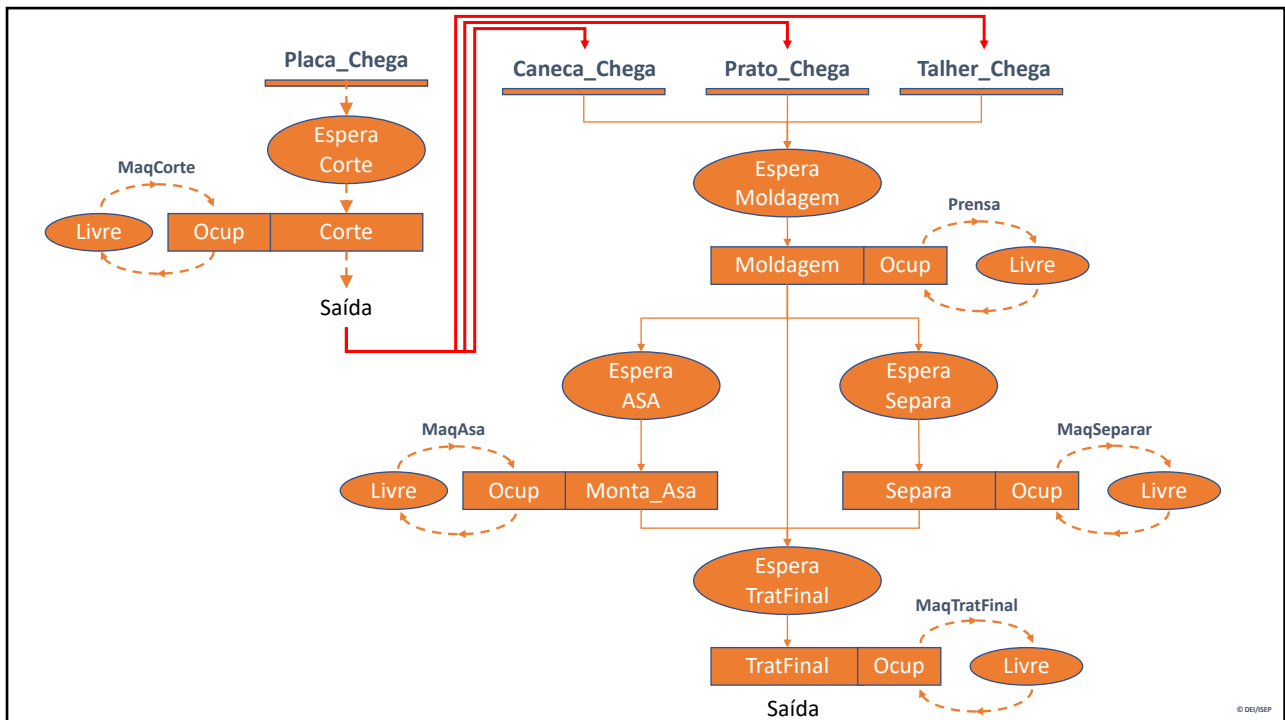 Placa_Chega
Caneca_Chega
Prato_Chega
Talher_Chega
Espera
Corte
MaqCorte
Livre
Ocup
Corte
Saída
Espera
Moldagem
Prensa
Moldagem
Ocup
Livre
Espera
ASA
Espera
Separa
MaqAsa
MaqSeparar
Livre
Ocup
Monta_Asa
Separa
Ocup
Livre
Espera
TratFinal
MaqTratFinal
TratFinal
Ocup
Livre
Saída
© DEI/ISEP